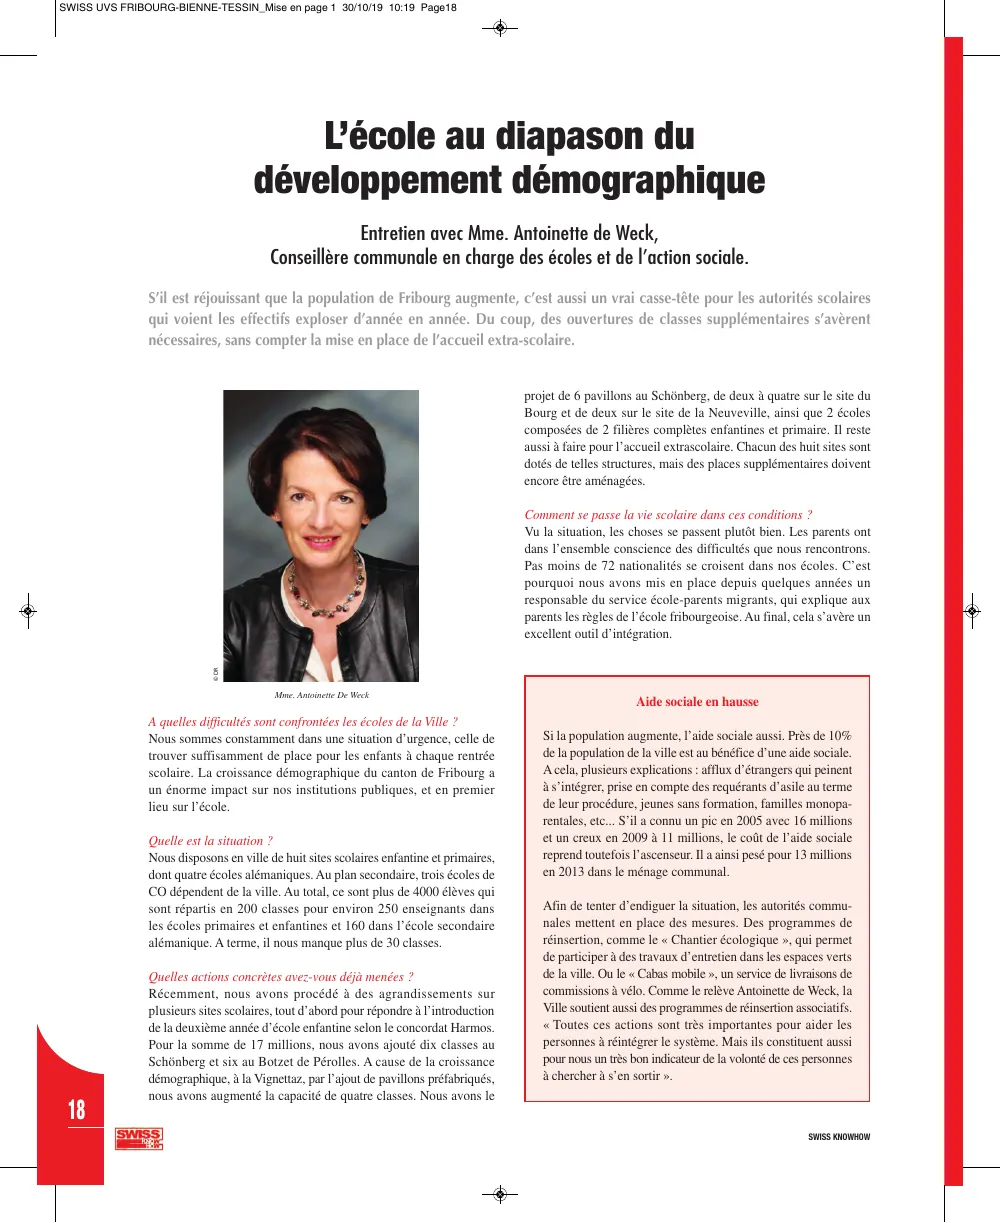 SWISS UVS FRIBOURG-BIENNE-TESSIN_Mise en page 1 30/10/19 10:19 Page18
L’école au diapason du
développement démographique
Entretien avec Mme. Antoinette de Weck,
Conseillère communale en charge des écoles et de l’action sociale.
S’il est réjouissant que la population de Fribourg augmente, c’est aussi un vrai casse-tête pour les autorités scolaires
qui voient les effectifs exploser d’année en année. Du coup, des ouvertures de classes supplémentaires s’avèrent
nécessaires, sans compter la mise en place de l’accueil extra-scolaire.
© DR
Mme. Antoinette De Weck
A quelles difficultés sont confrontées les écoles de la Ville ?
Nous sommes constamment dans une situation d’urgence, celle de
trouver suffisamment de place pour les enfants à chaque rentrée
scolaire. La croissance démographique du canton de Fribourg a
un énorme impact sur nos institutions publiques, et en premier
lieu sur l’école.
Quelle est la situation ?
Nous disposons en ville de huit sites scolaires enfantine et primaires,
dont quatre écoles alémaniques. Au plan secondaire, trois écoles de
CO dépendent de la ville. Au total, ce sont plus de 4000 élèves qui
sont répartis en 200 classes pour environ 250 enseignants dans
les écoles primaires et enfantines et 160 dans l’école secondaire
alémanique. A terme, il nous manque plus de 30 classes.
Quelles actions concrètes avez-vous déjà menées ?
Récemment, nous avons procédé à des agrandissements sur
plusieurs sites scolaires, tout d’abord pour répondre à l’introduction
de la deuxième année d’école enfantine selon le concordat Harmos.
Pour la somme de 17 millions, nous avons ajouté dix classes au
Schönberg et six au Botzet de Pérolles. A cause de la croissance
démographique, à la Vignettaz, par l’ajout de pavillons préfabriqués,
nous avons augmenté la capacité de quatre classes. Nous avons le
projet de 6 pavillons au Schönberg, de deux à quatre sur le site du
Bourg et de deux sur le site de la Neuveville, ainsi que 2 écoles
composées de 2 filières complètes enfantines et primaire. Il reste
aussi à faire pour l’accueil extrascolaire. Chacun des huit sites sont
dotés de telles structures, mais des places supplémentaires doivent
encore être aménagées.
Comment se passe la vie scolaire dans ces conditions ?
Vu la situation, les choses se passent plutôt bien. Les parents ont
dans l’ensemble conscience des difficultés que nous rencontrons.
Pas moins de 72 nationalités se croisent dans nos écoles. C’est
pourquoi nous avons mis en place depuis quelques années un
responsable du service école-parents migrants, qui explique aux
parents les règles de l’école fribourgeoise. Au final, cela s’avère un
excellent outil d’intégration.
Aide sociale en hausse
Si la population augmente, l’aide sociale aussi. Près de 10%
de la population de la ville est au bénéfice d’une aide sociale.
A cela, plusieurs explications : afflux d’étrangers qui peinent
à s’intégrer, prise en compte des requérants d’asile au terme
de leur procédure, jeunes sans formation, familles monopa-
rentales, etc... S’il a connu un pic en 2005 avec 16 millions
et un creux en 2009 à 11 millions, le coût de l’aide sociale
reprend toutefois l’ascenseur. Il a ainsi pesé pour 13 millions
en 2013 dans le ménage communal.
Afin de tenter d’endiguer la situation, les autorités commu-
nales mettent en place des mesures. Des programmes de
réinsertion, comme le « Chantier écologique », qui permet
de participer à des travaux d’entretien dans les espaces verts
de la ville. Ou le « Cabas mobile », un service de livraisons de
commissions à vélo. Comme le relève Antoinette de Weck, la
Ville soutient aussi des programmes de réinsertion associatifs.
« Toutes ces actions sont très importantes pour aider les
personnes à réintégrer le système. Mais ils constituent aussi
pour nous un très bon indicateur de la volonté de ces personnes
à chercher à s’en sortir ».
18
SWISS
SWISS KNOWHOW